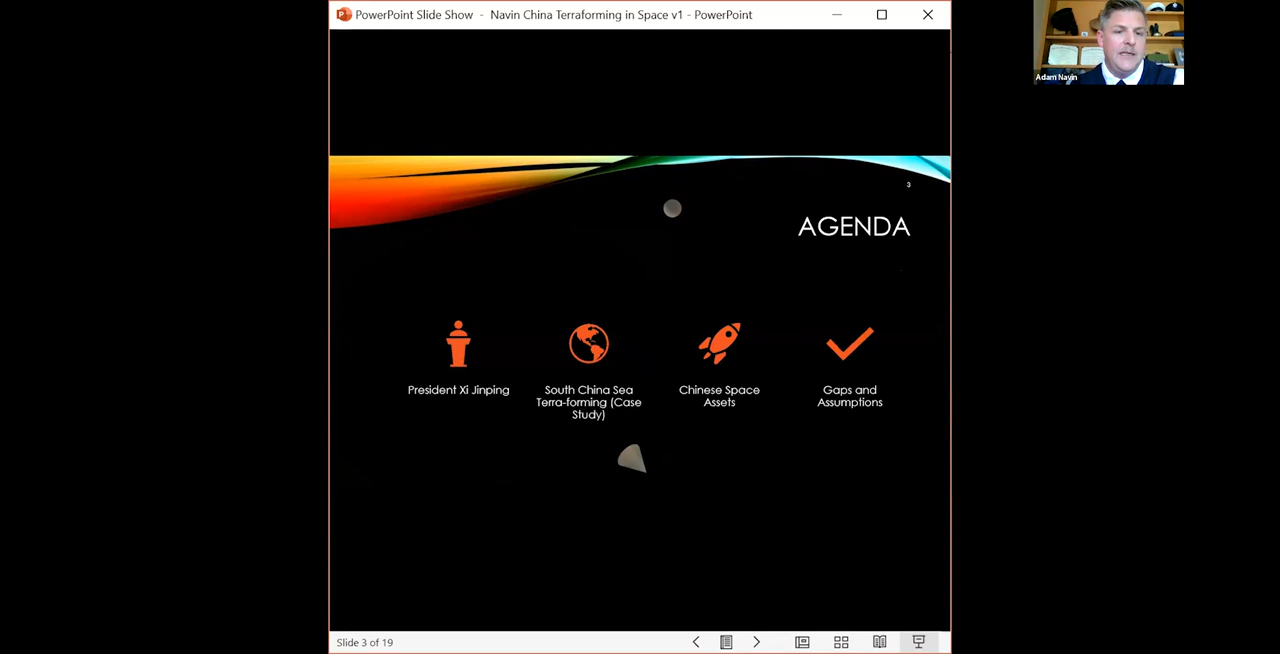 PowerPoint Slide Show - Navin China Terraforming in Space v1 - PowerPoint
Adam Navin
3
AGENDA
President Xi Jinping
South China Sea
Terra-forming (Case
Study)
Chinese Space
Assets
Gaps and
Assumptions
Slide 3 of 19